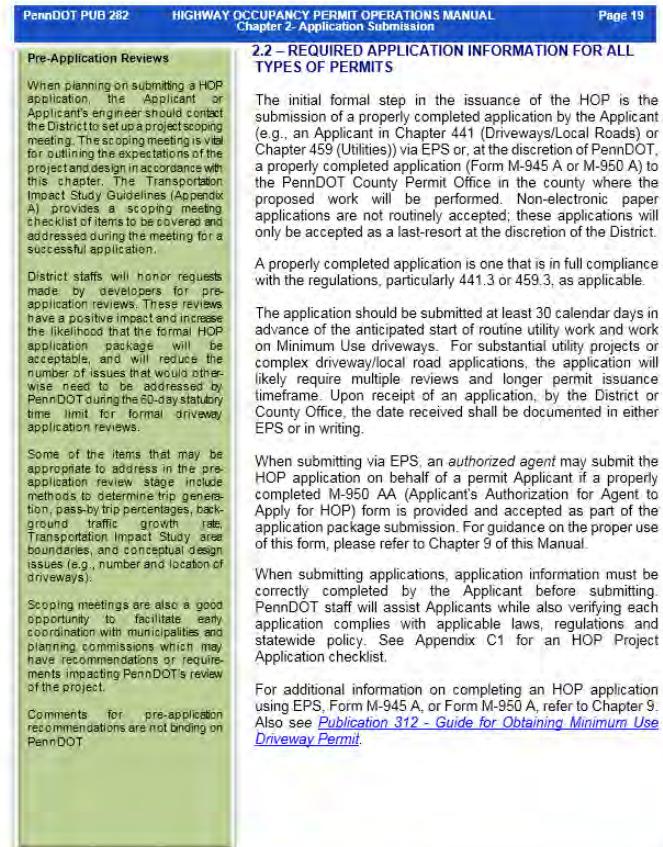 PennDOT PUB 282 HIGHWAY OCCUPANCY PERMIT OPERATIONS MANUAL Page 19
Chapter 2- Application Submission
Pre-Application Reviews
When planning on submitting a HOP
application, the Applicant or
Applicant's engineer should contact
the District to set up a project scoping
meeting. The scoping meeting is vital
for outlining the expectations of the
project and design in accordance with
this chapter. The Transportation
Impact Study Guidelines (Appendix
A) provides a scoping meeting
checklist of items to be covered and
addressed during the meeting for a
successful application.
District staffs will honor requests
made by developers for pre-
application reviews. These reviews
have a positive impact and increase
the likelihood that the formal HOP
application package will be
acceptable, and will reduce the
number of issues that would other-
wise need to be addressed by
PennDOT during the 60-day statutory
time limit for formal driveway
application reviews.
Some of the items that may be
appropriate to address in the pre-
application review stage include
methods to determine trip genera-
tion, pass-by trip percentages, back-
ground traffic growth rate,
Transportation Impact Study area
boundaries, and conceptual design
issues (e.g., number and location of
driveways).
Scoping meetings are also a good
opportunity to facilitate early
coordination with municipalities and
planning commissions which may
have recommendations or require-
ments impacting PennDOT's review
of the project.
Comments for pre-application
recommendations are not binding on
PennDOT
2.2 – REQUIRED APPLICATION INFORMATION FOR ALL
TYPES OF PERMITS
The initial formal step in the issuance of the HOP is the
submission of a properly completed application by the Applicant
(e.g., an Applicant in Chapter 441 (Driveways/Local Roads) or
Chapter 459 (Utilities)) via EPS or, at the discretion of PennDOT,
a properly completed application (Form M-945 A or M-950 A) to
the PennDOT County Permit Office in the county where the
proposed work will be performed. Non-electronic paper
applications are not routinely accepted; these applications will
only be accepted as a last-resort at the discretion of the District.
A properly completed application is one that is in full compliance
with the regulations, particularly 441.3 or 459.3, as applicable.
The application should be submitted at least 30 calendar days in
advance of the anticipated start of routine utility work and work
on Minimum Use driveways. For substantial utility projects or
complex driveway/local road applications, the application will
likely require multiple reviews and longer permit issuance
timeframe. Upon receipt of an application, by the District or
County Office, the date received shall be documented in either
EPS or in writing.
When submitting via EPS, an authorized agent may submit the
HOP application on behalf of a permit Applicant if a properly
completed M-950 AA (Applicant's Authorization for Agent to
Apply for HOP) form is provided and accepted as part of the
application package submission. For guidance on the proper use
of this form, please refer to Chapter 9 of this Manual.
When submitting applications, application information must be
correctly completed by the Applicant before submitting.
PennDOT staff will assist Applicants while also verifying each
application complies with applicable laws, regulations and
statewide policy. See Appendix C1 for an HOP Project
Application checklist.
For additional information on completing an HOP application
using EPS, Form M-945 A, or Form M-950 A, refer to Chapter 9.
Also see Publication 312 - Guide for Obtaining Minimum Use
Driveway Permit.